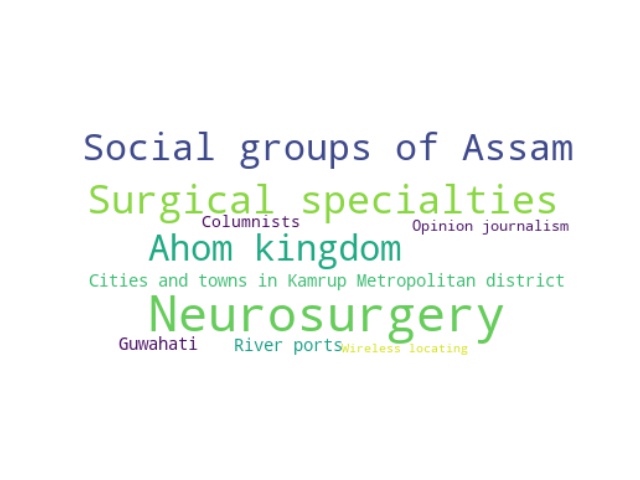 Social groups of Assam
Surgical specialties
Columnists
Opinion journalism
Ahom kingdom
Cities and towns in Kamrup Metropolitan district
Neurosurgery
Guwahati
River ports
Wireless locating